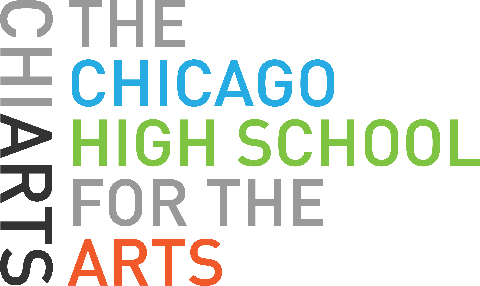 CHIARTS
THE
CHICAGO
HIGH SCHOOL
FOR THE
ARTS